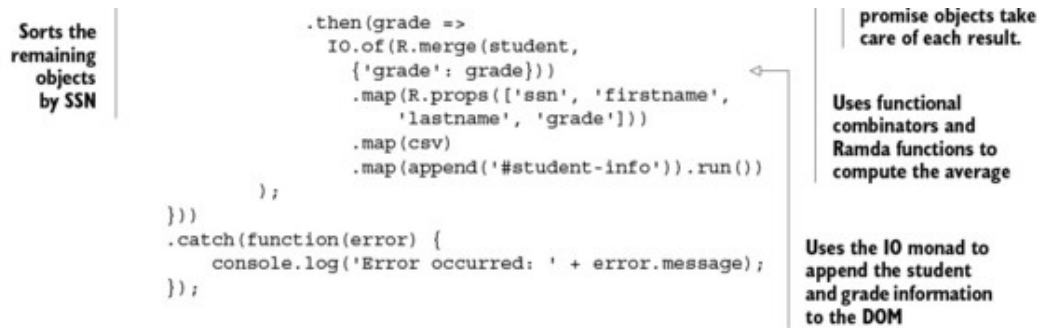 Sorts the
remaining
objects
by SSN
.then(grade =>
IO.of(R.merge(student,
{'grade': grade}))
.map(R.props(['ssn', 'firstname',
'lastname', 'grade']))
.map(csv)
.map(append('#student-info')).run())
);
}))
.catch(function(error) {
console.log('Error occurred: ' + error.message);
});
promise objects take
care of each result.
Uses functional
combinators and
Ramda functions to
compute the average
Uses the IO monad to
append the student
and grade information
to the DOM